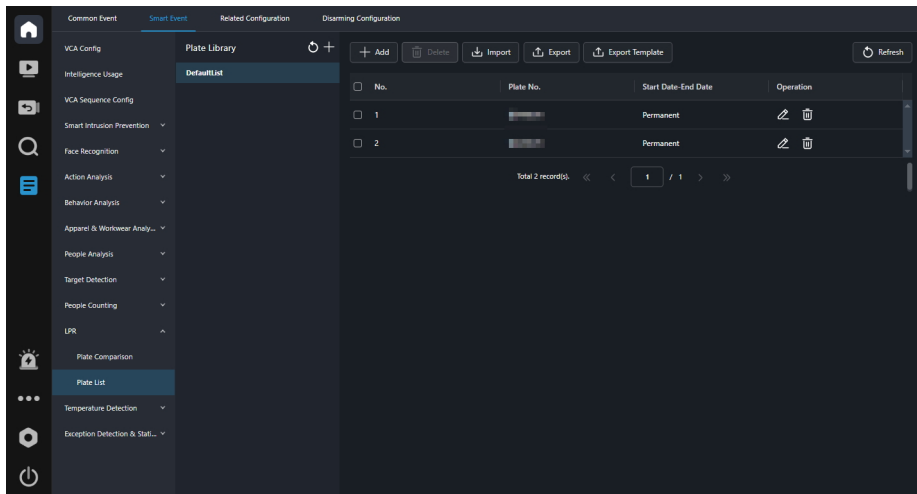 Common Event Smart Event Related Configuration Disarming Configuration
VCA Config
Intelligence Usage
VCA Sequence Config
Smart Intrusion Prevention
Face Recognition
Action Analysis
Behavior Analysis
Apparel & Workwear Analy...
People Analysis
Target Detection
People Counting
LPR
Plate Comparison
Plate List
Temperature Detection
Exception Detection & Stati...
Plate Library
DefaultList
Add Delete Import Export Export Template Refresh
No. Plate No. Start Date-End Date Operation
1 Permanent
2 Permanent
Total 2 record(s). 1 / 1